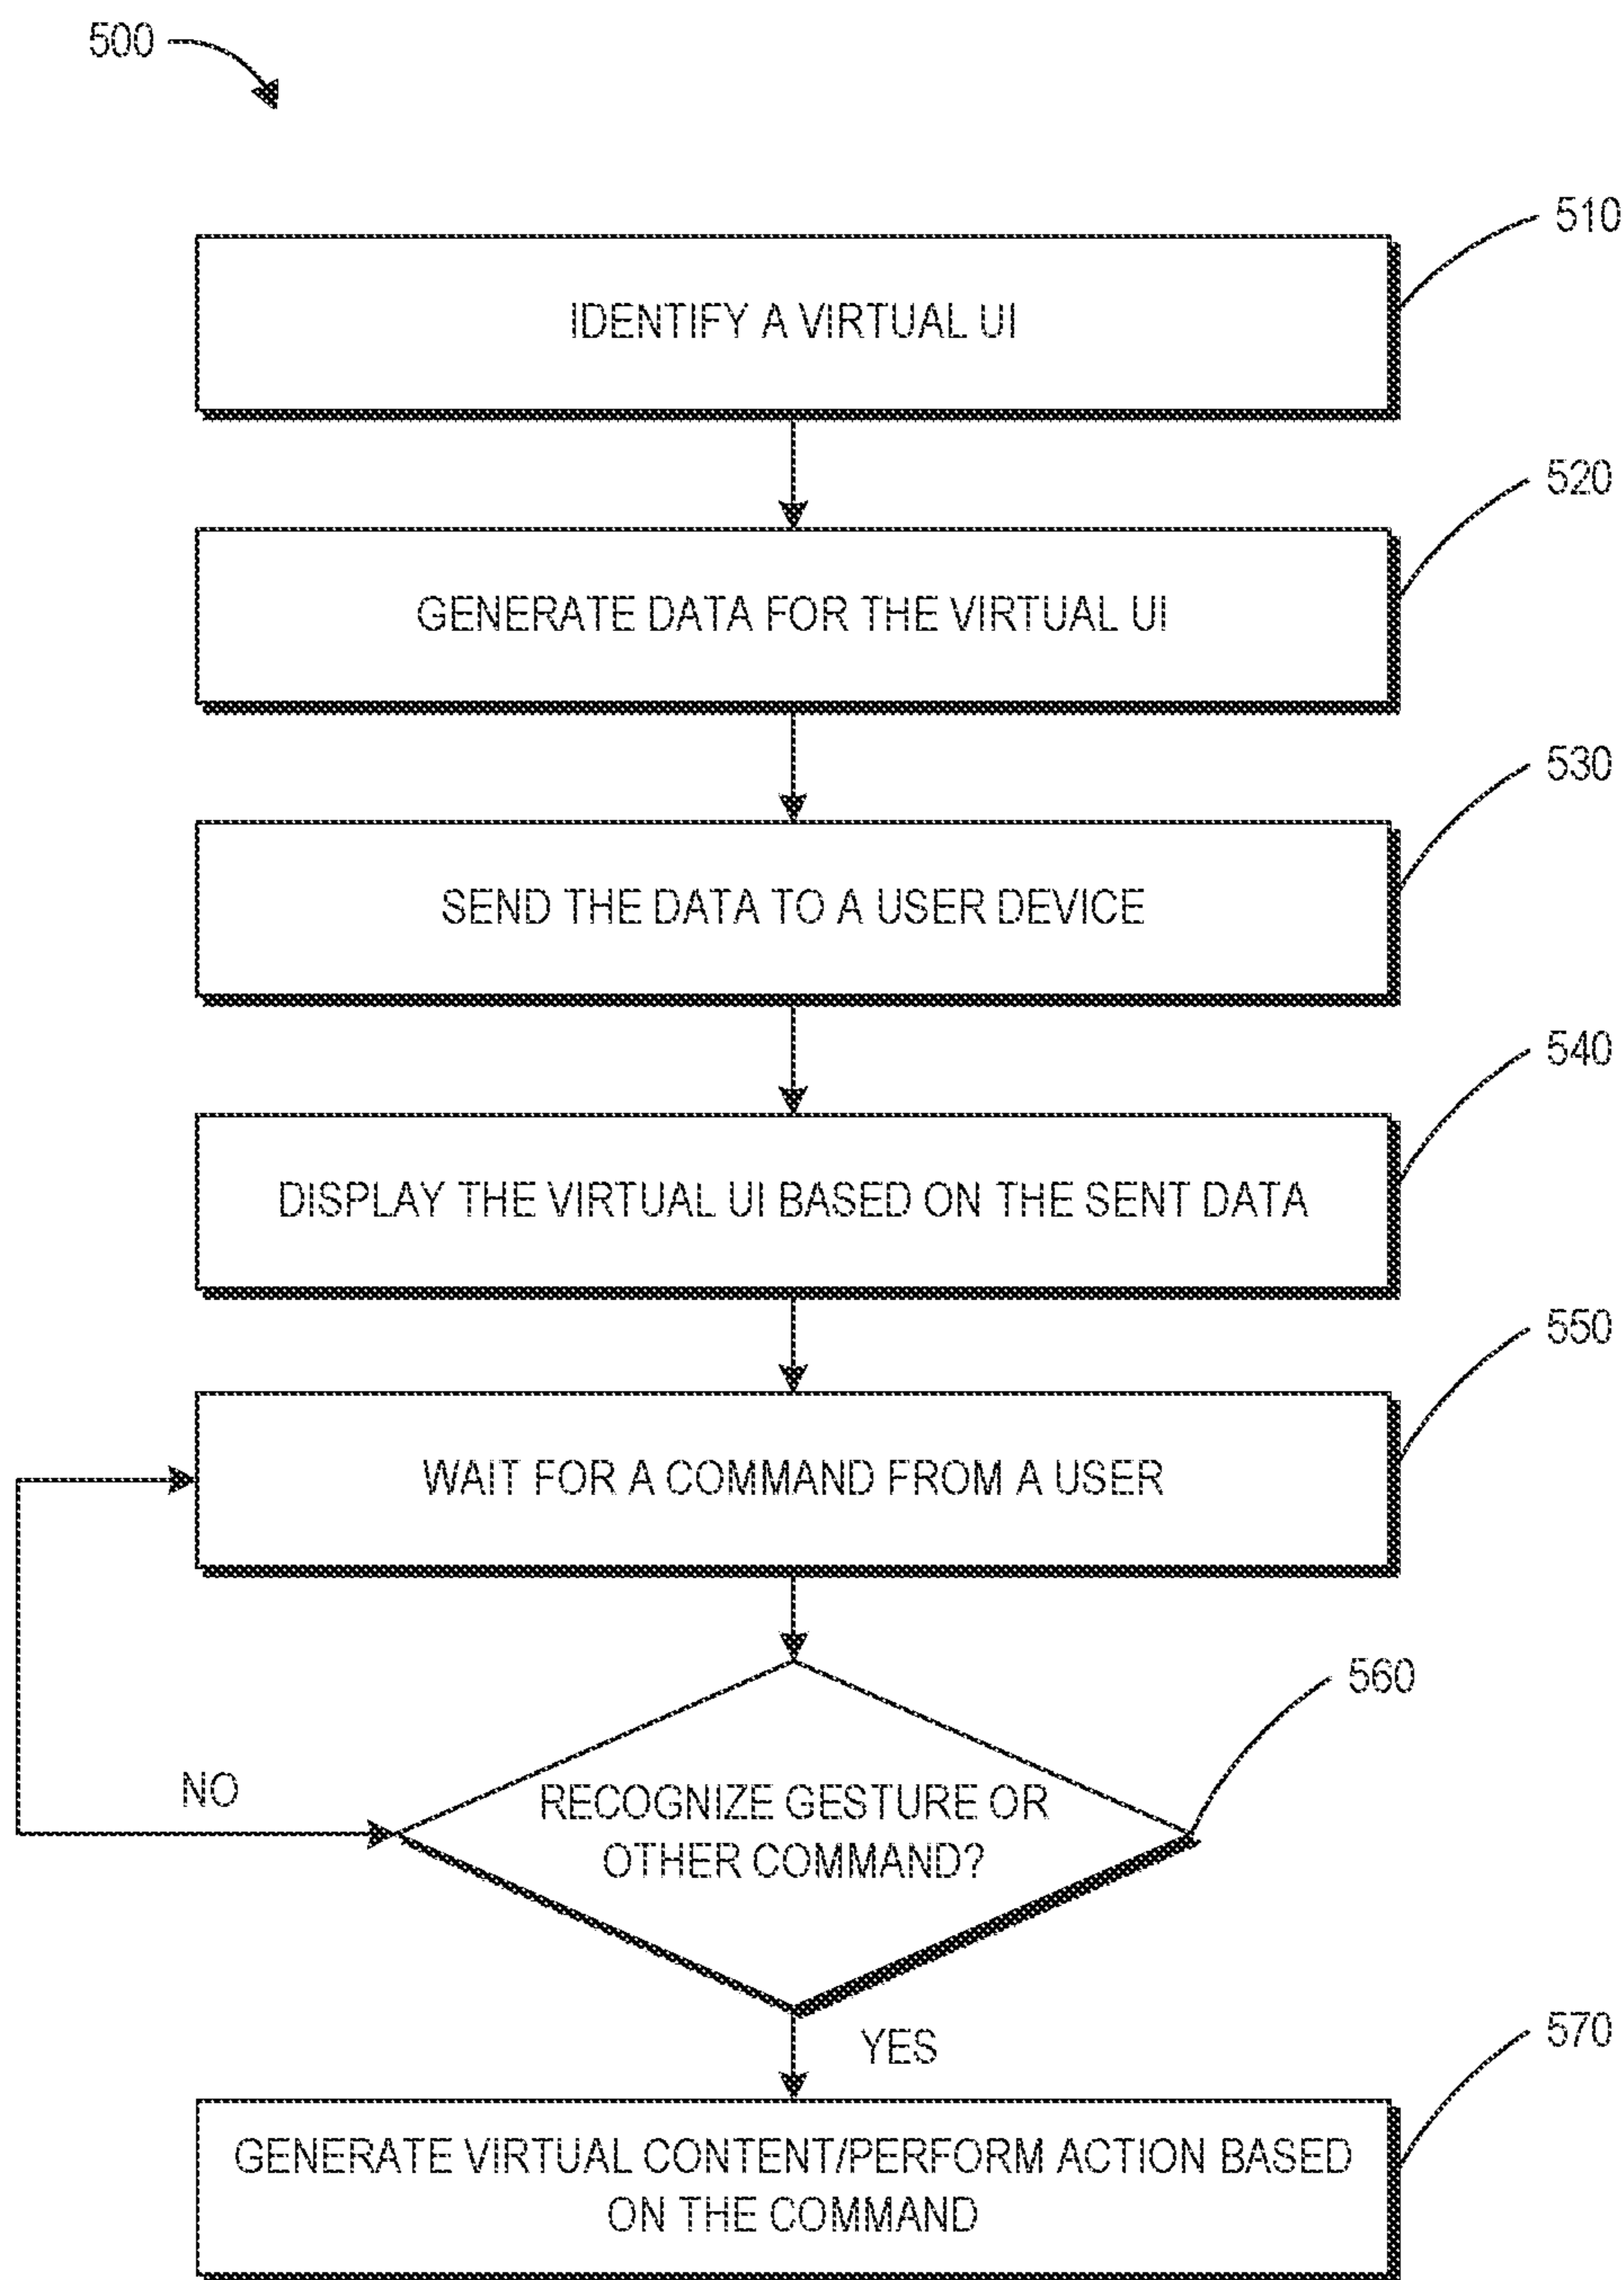 500
510
IDENTIFY A VIRTUAL UI
520
GENERATE DATA FOR THE VIRTUAL UI
530
SEND THE DATA TO A USER DEVICE
540
DISPLAY THE VIRTUAL UI BASED ON THE SENT DATA
550
WAIT FOR A COMMAND FROM A USER
560
NO
RECOGNIZE GESTURE OR
OTHER COMMAND?
YES
570
GENERATE VIRTUAL CONTENT/PERFORM ACTION BASED
ON THE COMMAND